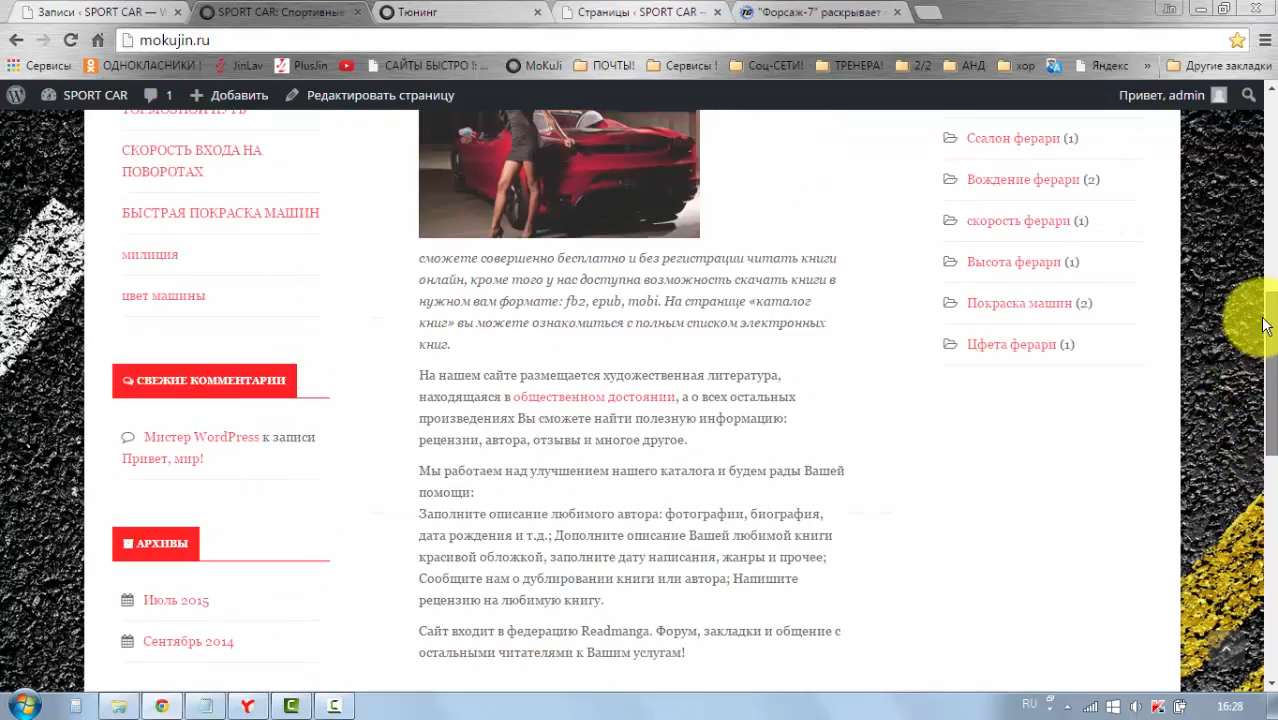 Записи ‹ SPORT CAR — W
SPORT CAR: Спортивные
Тюнинг
Страницы ‹ SPORT CAR —
"Форсаж-7" раскрывает
mokujin.ru
Сервисы
ОДНОКЛАСНИКИ !
JinLav
PlusJin
САЙТЫ БЫСТРО !: ...
MoKuJi
ПОЧТЫ!
Сервисы !
Соц-СЕТИ!
ТРЕНЕРА!
2/2
АНД
хор
Яндекс
»
Другие закладки
SPORT CAR
1
Добавить
Редактировать страницу
Привет, admin
ТОРМОЗНОЙ ПУТЬ
СКОРОСТЬ ВХОДА НА
ПОВОРОТАХ
БЫСТРАЯ ПОКРАСКА МАШИН
милиция
цвет машины
СВЕЖИЕ КОММЕНТАРИИ
Мистер WordPress к записи
Привет, мир!
АРХИВЫ
Июль 2015
Сентябрь 2014
сможете совершенно бесплатно и без регистрации читать книги
онлайн, кроме того у нас доступна возможность скачать книги в
нужном вам формате: fb2, epub, mobi. На странице «каталог
книг» вы можете ознакомиться с полным списком электронных
книг.
На нашем сайте размещается художественная литература,
находящаяся в общественном достоянии, а о всех остальных
произведениях Вы сможете найти полезную информацию:
рецензии, автора, отзывы и многое другое.
Мы работаем над улучшением нашего каталога и будем рады Вашей
помощи:
Заполните описание любимого автора: фотографии, биография,
дата рождения и т.д.; Дополните описание Вашей любимой книги
красивой обложкой, заполните дату написания, жанры и прочее;
Сообщите нам о дублировании книги или автора; Напишите
рецензию на любимую книгу.
Сайт входит в федерацию Readmanga. Форум, закладки и общение с
остальными читателями к Вашим услугам!
Ссалон ферари (1)
Вождение ферари (2)
скорость ферари (1)
Высота ферари (1)
Покраска машин (2)
Цфета ферари (1)
RU
16:28